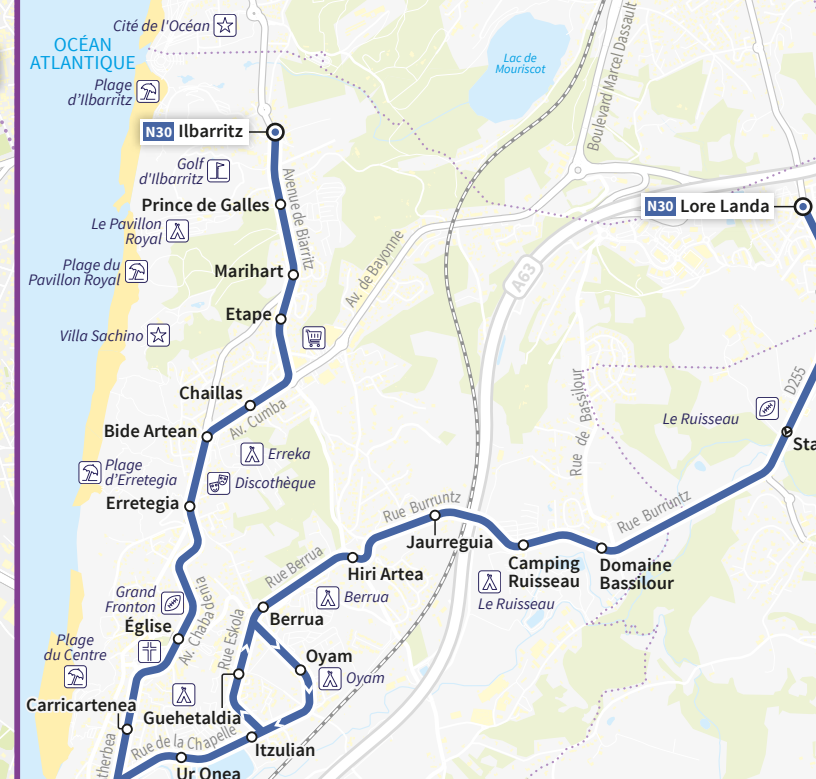 Cité de l'Océan
OCÉAN
ATLANTIQUE
Lac de
Mouriscot
Boulevard Marcel Dassault
Plage
d'Ilbarritz
N30 Ilbarritz
Golf
d'Ilbarritz
Avenue de Biarritz
Prince de Galles
N30 Lore Landa
Le Pavillon
Royal
Av. de Bayonne
Plage du
Pavillon Royal
Marihart
A63
Etape
Villa Sachino
Chaillas
Rue de Bassilour
D255
Le Ruisseau
Av. Cumba
Bide Artean
Sta
Erreka
Plage
d'Erretegia
Discothèque
Erretegia
Rue Burruntz
Rue Burruntz
Jaurreguia
Rue Berrua
Camping
Ruisseau
Domaine
Bassilour
Hiri Artea
Grand
Fronton
Av. Chabadenia
Berrua
Le Ruisseau
Église
Rue Eskola
Berrua
Plage
du Centre
Oyam
Oyam
Carricartenea
Guehetaldia
Rue de la Chapelle
Itzulian
therbea
Ur Onea